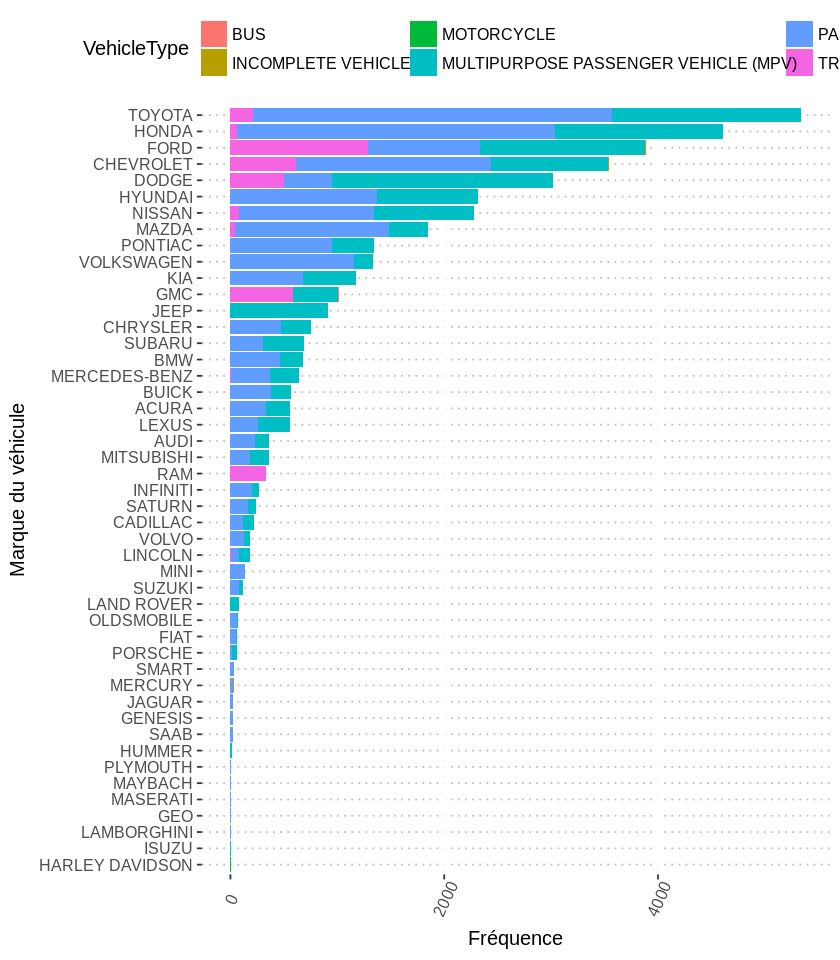 VehicleType
BUS
MOTORCYCLE
PA
INCOMPLETE VEHICLE
MULTIPURPOSE PASSENGER VEHICLE (MPV)
TR
TOYOTA
HONDA
FORD
CHEVROLET
DODGE
HYUNDAI
NISSAN
MAZDA
PONTIAC
VOLKSWAGEN
KIA
GMC
JEEP
CHRYSLER
SUBARU
BMW
MERCEDES-BENZ
BUICK
ACURA
LEXUS
AUDI
MITSUBISHI
RAM
INFINITI
SATURN
CADILLAC
VOLVO
LINCOLN
MINI
SUZUKI
LAND ROVER
OLDSMOBILE
FIAT
PORSCHE
SMART
MERCURY
JAGUAR
GENESIS
SAAB
HUMMER
PLYMOUTH
MAYBACH
MASERATI
GEO
LAMBORGHINI
ISUZU
HARLEY DAVIDSON
Marque du véhicule
0
2000
4000
Fréquence